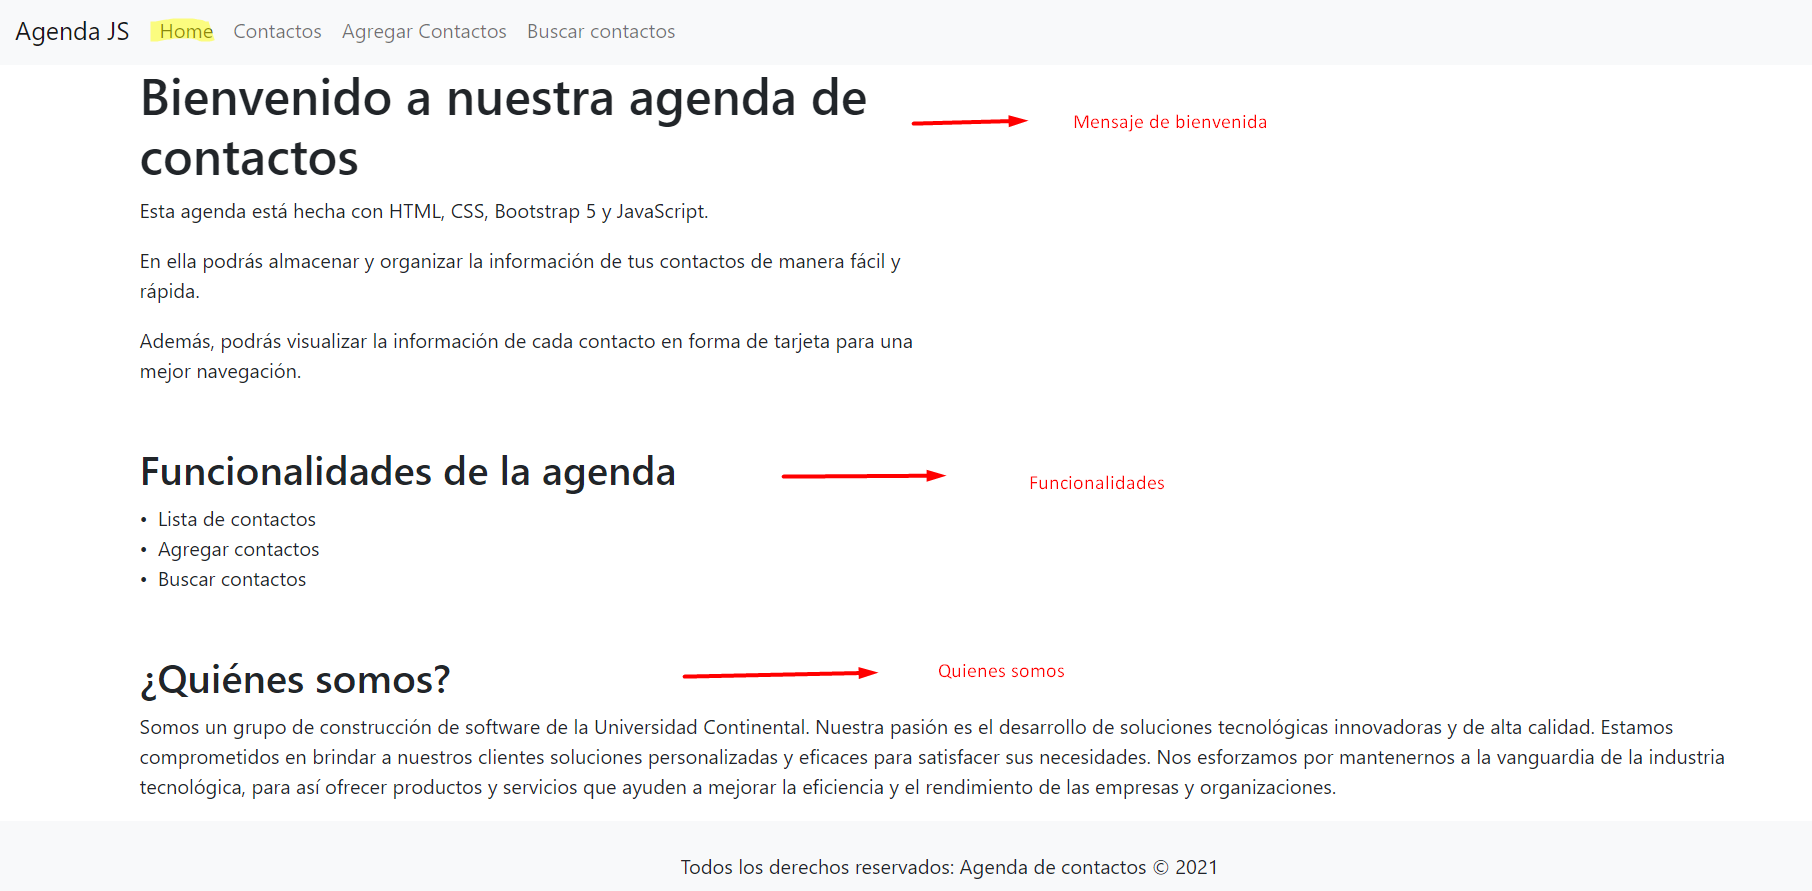 Agenda JS Home Contactos Agregar Contactos Buscar contactos
Bienvenido a nuestra agenda de
contactos
Mensaje de bienvenida
Esta agenda está hecha con HTML, CSS, Bootstrap 5 y JavaScript.
En ella podrás almacenar y organizar la información de tus contactos de manera fácil y
rápida.
Además, podrás visualizar la información de cada contacto en forma de tarjeta para una
mejor navegación.
Funcionalidades de la agenda
Funcionalidades
• Lista de contactos
• Agregar contactos
• Buscar contactos
¿Quiénes somos?
Quienes somos
Somos un grupo de construcción de software de la Universidad Continental. Nuestra pasión es el desarrollo de soluciones tecnológicas innovadoras y de alta calidad. Estamos
comprometidos en brindar a nuestros clientes soluciones personalizadas y eficaces para satisfacer sus necesidades. Nos esforzamos por mantenernos a la vanguardia de la industria
tecnológica, para así ofrecer productos y servicios que ayuden a mejorar la eficiencia y el rendimiento de las empresas y organizaciones.
Todos los derechos reservados: Agenda de contactos © 2021